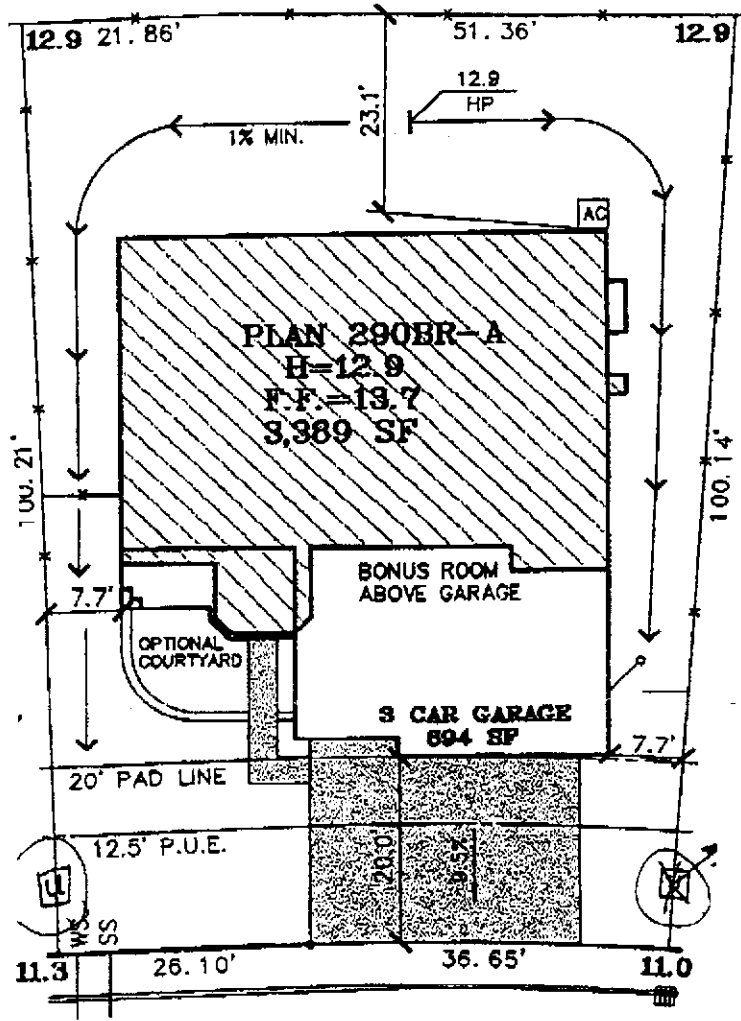 12.9 21.86' 51.36' 12.9
12.9
HP
23.1'
1% MIN.
AC
PLAN 290BR-A
H=12.9
F.F.=13.7
3,389 SF
100.21'
100.14'
BONUS ROOM
ABOVE GARAGE
7.7'
OPTIONAL
COURTYARD
3 CAR GARAGE
694 SF
7.7'
20' PAD LINE
12.5' P.U.E.
20.0'
WS
SS
11.3 26.10' 36.65' 11.0